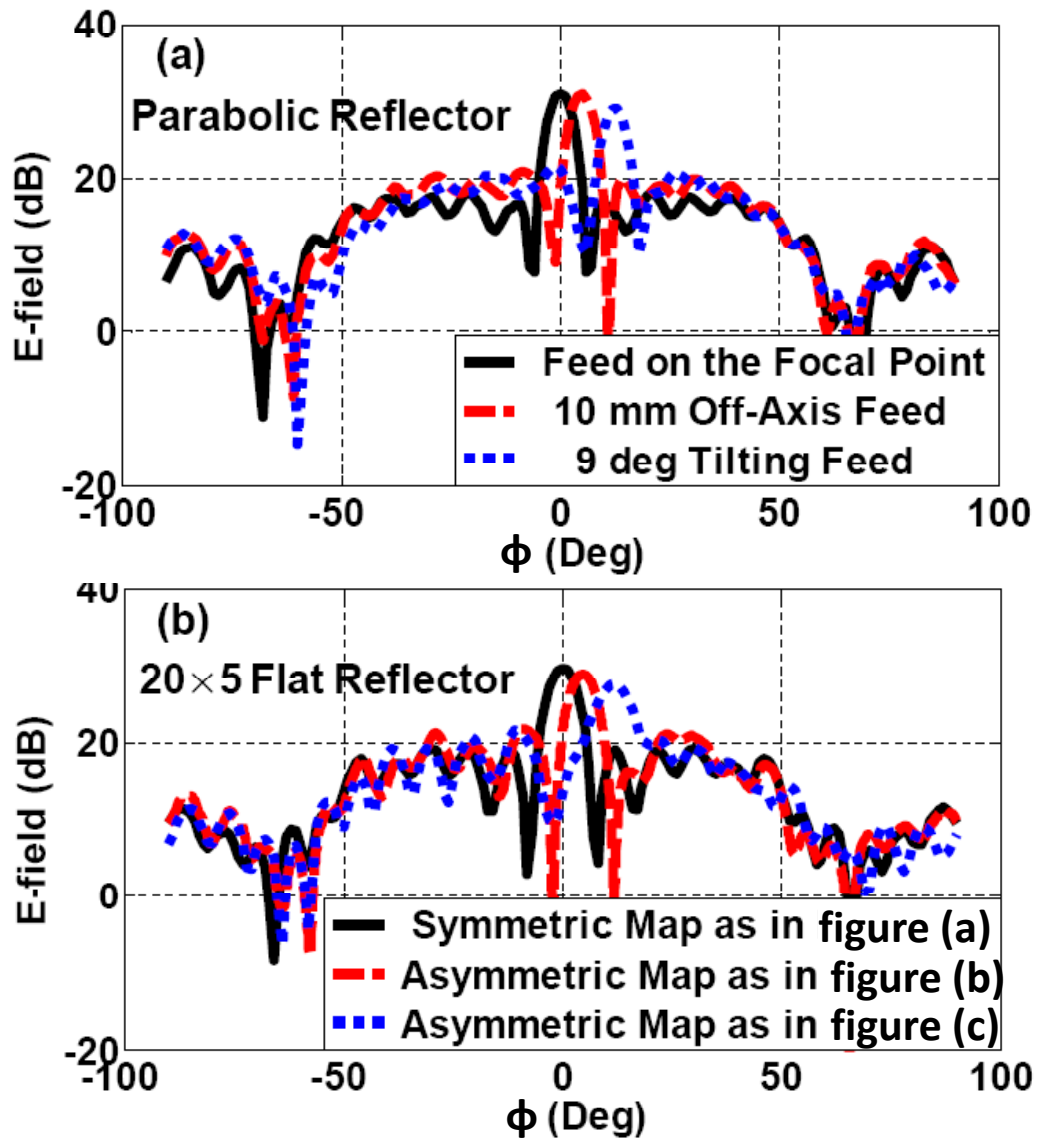 40
(a)
Parabolic Reflector
20
E-field (dB)
0
Feed on the Focal Point
10 mm Off-Axis Feed
9 deg Tilting Feed
-20
-100
-50
0
50
100
ϕ (Deg)
40
(b)
20×5 Flat Reflector
20
E-field (dB)
0
Symmetric Map as in figure (a)
Asymmetric Map as in figure (b)
Asymmetric Map as in figure (c)
-20
-100
-50
0
50
100
ϕ (Deg)